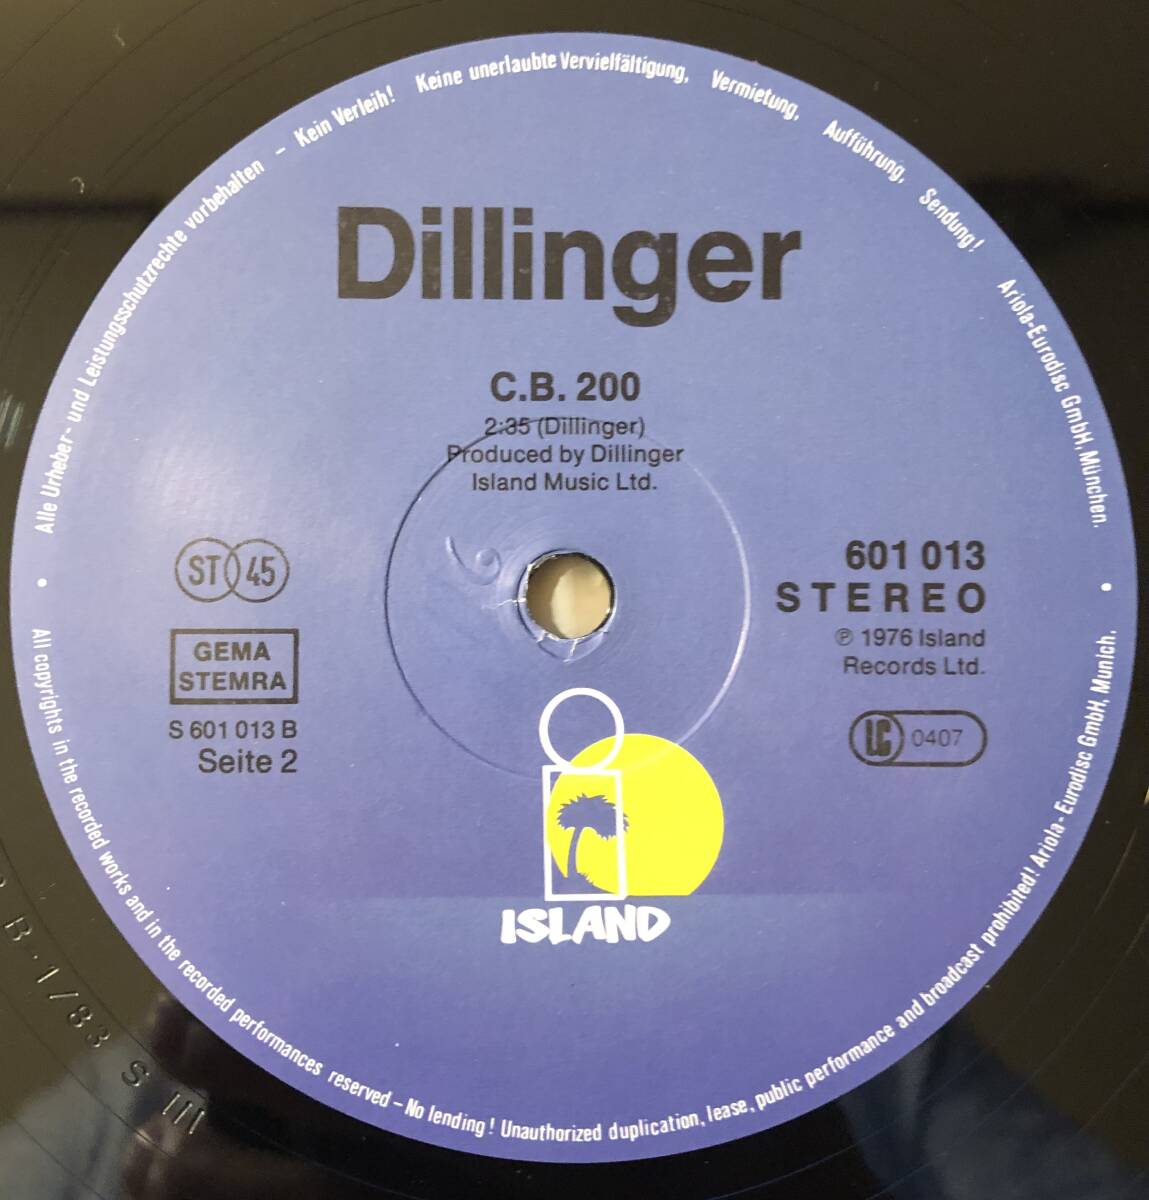 Alle Urheber- und Leistungsschutzrechte vorbehalten – Kein Verleih! Keine unerlaubte Vervielfältigung, Vermietung, Aufführung, Sendung! Ariola-Eurodisc GmbH, München.
Dillinger
C.B. 200
2:35 (Dillinger)
Produced by Dillinger
Island Music Ltd.
ST 45
GEMA
STEMRA
S 601 013 B
Seite 2
601 013
STEREO
℗ 1976 Island
Records Ltd.
LC 0407
ISLAND
All copyrights in the recorded works and in the recorded performances reserved – No lending! Unauthorized duplication, lease, public performance and broadcast prohibited! Ariola-Eurodisc GmbH, Munich.
B·1/83 S III